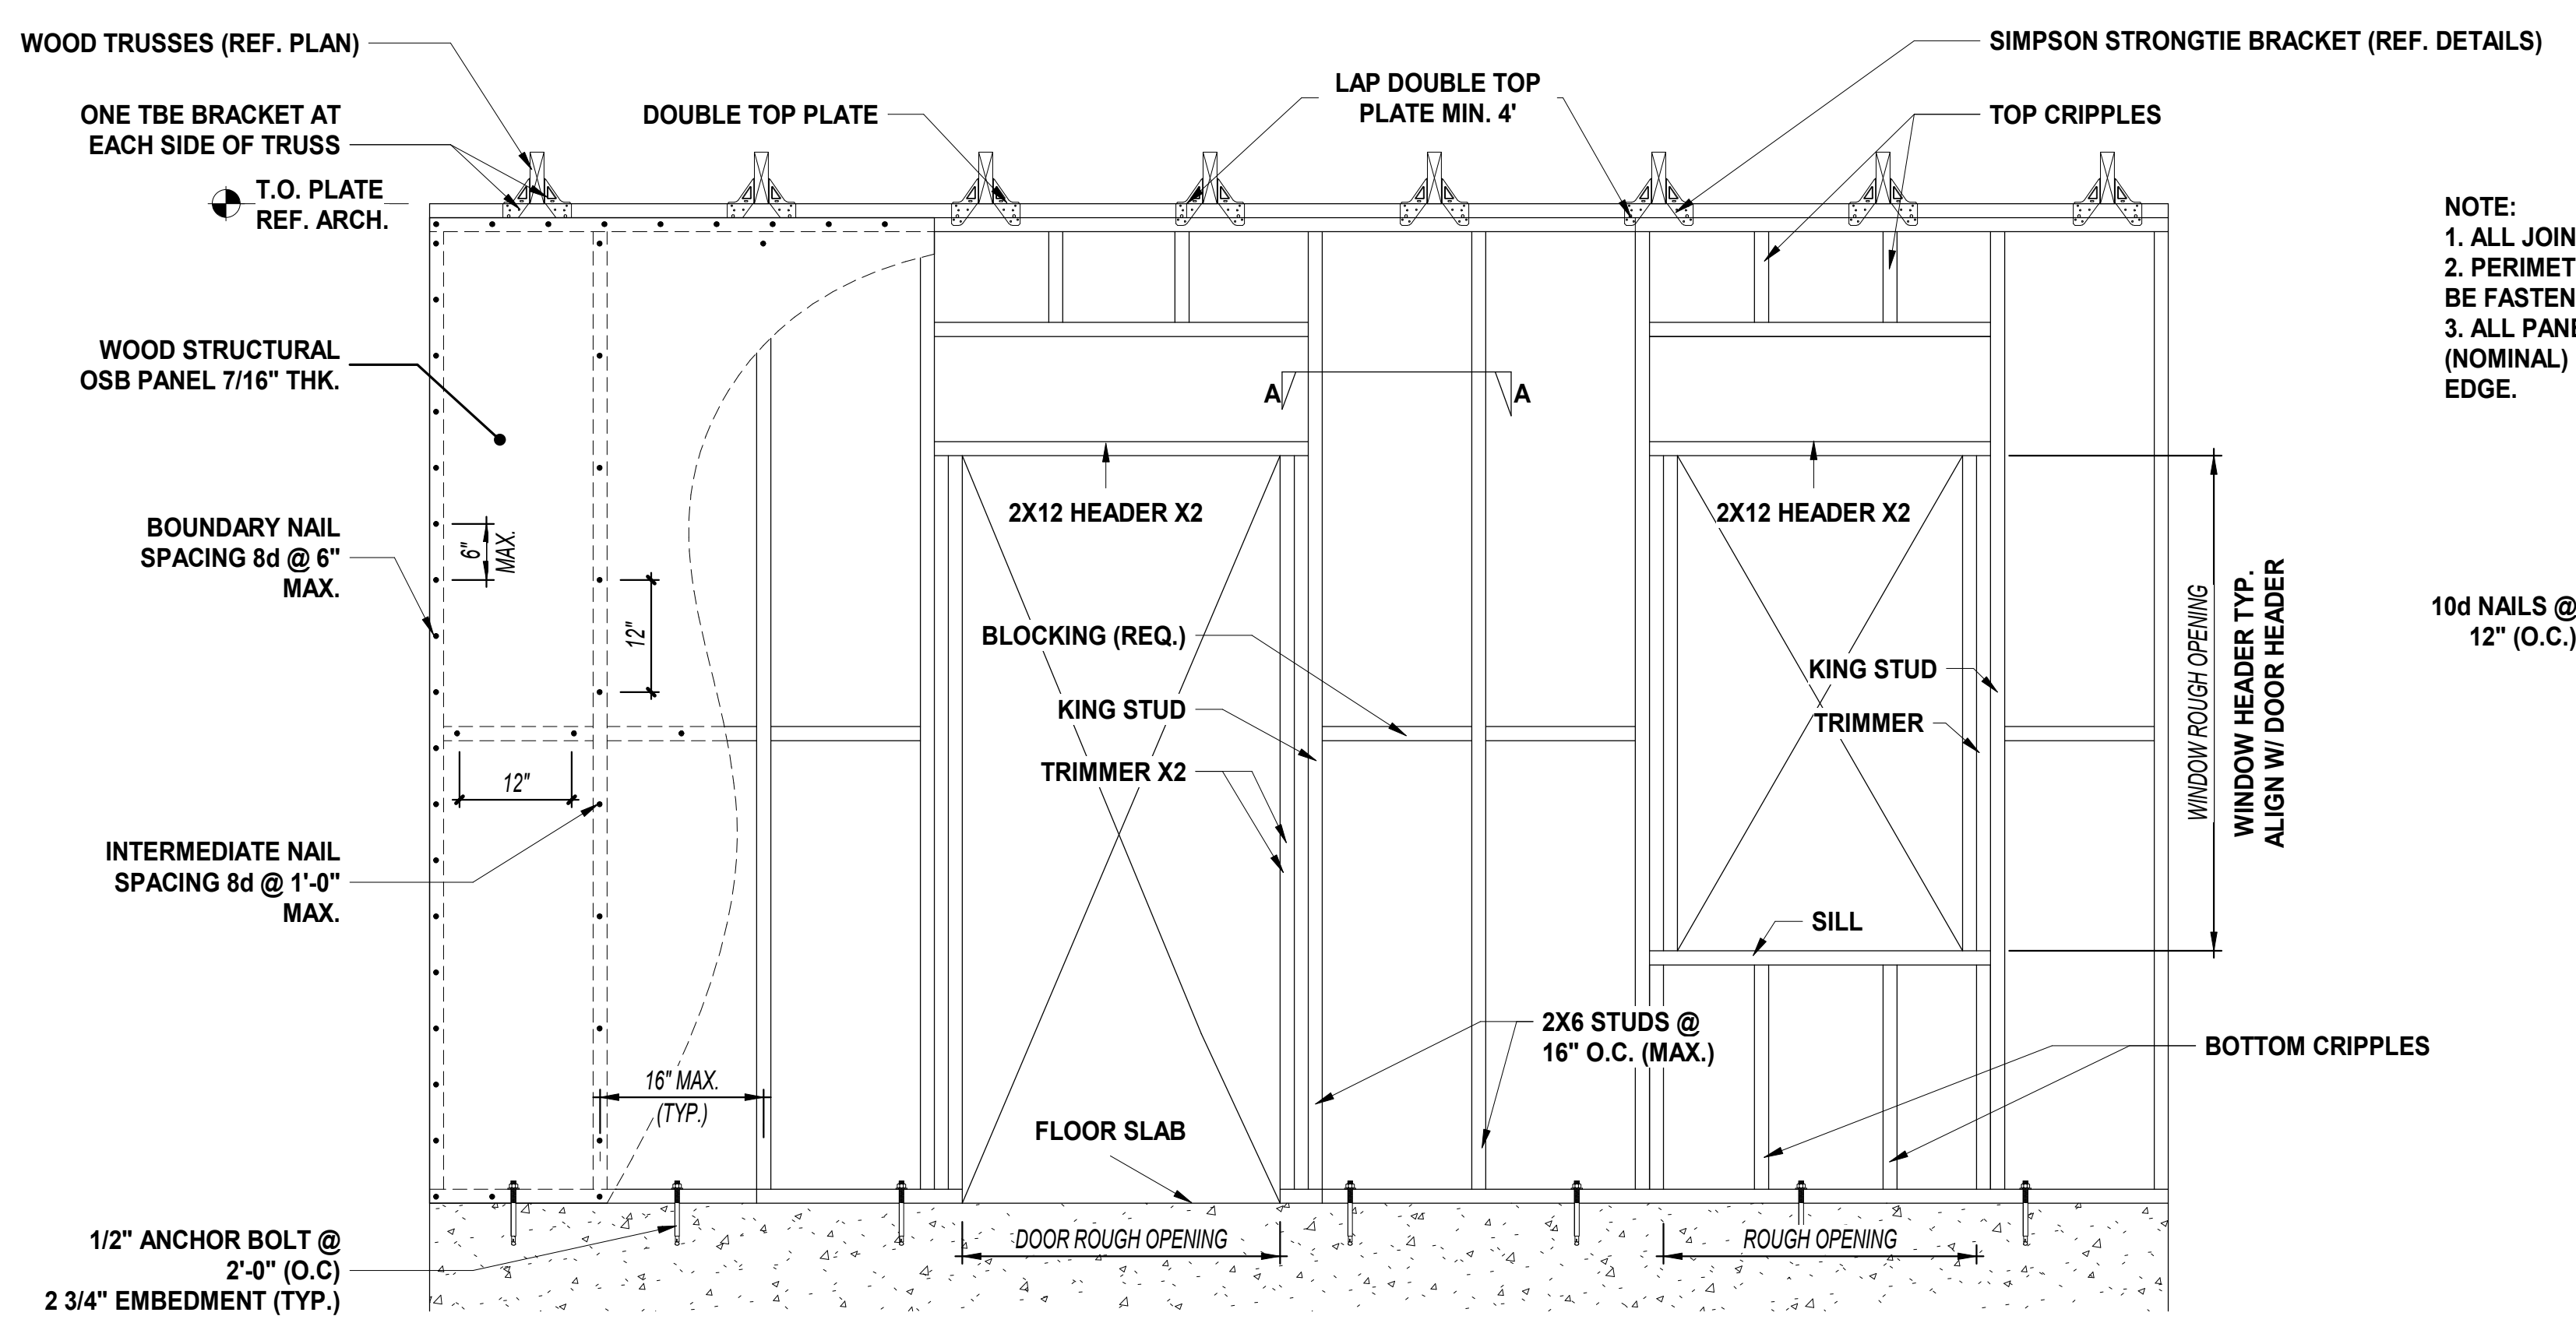 WOOD TRUSSES (REF. PLAN)
SIMPSON STRONGTIE BRACKET (REF. DETAILS)
ONE TBE BRACKET AT
EACH SIDE OF TRUSS
DOUBLE TOP PLATE
LAP DOUBLE TOP
PLATE MIN. 4'
TOP CRIPPLES
T.O. PLATE
REF. ARCH.
NOTE:
1. ALL JOIN
2. PERIMET
BE FASTEN
3. ALL PANE
(NOMINAL)
EDGE.
WOOD STRUCTURAL
OSB PANEL 7/16" THK.
A
A
2X12 HEADER X2
2X12 HEADER X2
BOUNDARY NAIL
SPACING 8d @ 6"
MAX.
6"
MAX.
12"
BLOCKING (REQ.)
KING STUD
TRIMMER X2
KING STUD
TRIMMER
WINDOW ROUGH OPENING
WINDOW HEADER TYP.
ALIGN W/ DOOR HEADER
10d NAILS @
12" (O.C.)
12"
INTERMEDIATE NAIL
SPACING 8d @ 1'-0"
MAX.
SILL
2X6 STUDS @
16" O.C. (MAX.)
BOTTOM CRIPPLES
16" MAX.
(TYP.)
FLOOR SLAB
1/2" ANCHOR BOLT @
2'-0" (O.C)
2 3/4" EMBEDMENT (TYP.)
DOOR ROUGH OPENING
ROUGH OPENING